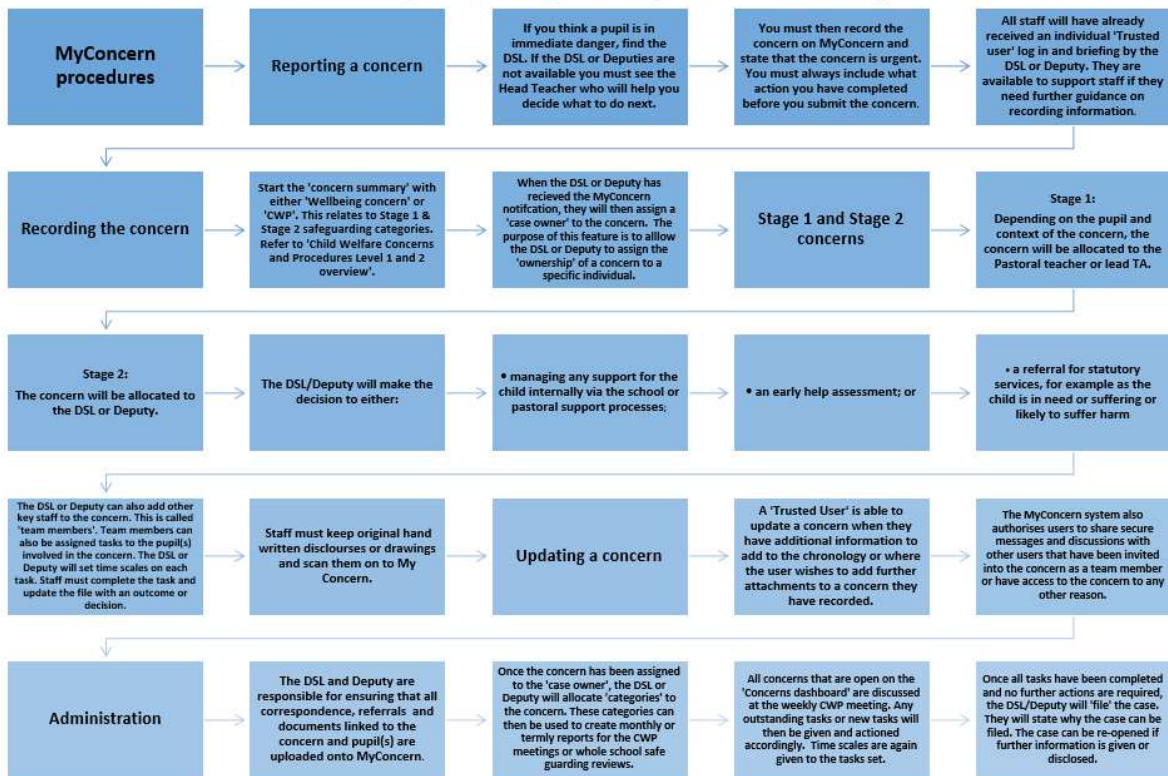 MyConcern
procedures
Reporting a concern
If you think a pupil is in
immediate danger, find the
DSL. If the DSL or Deputies are
not available you must see the
Head Teacher who will help you
decide what to do next.
You must then record the
concern on MyConcern and
state that the concern is urgent.
You must always include what
action you have completed
before you submit the concern.
All staff will have already
received an individual 'Trusted
user' log in and briefing by the
DSL or Deputy. They are
available to support staff if they
need further guidance on
recording information.
Recording the concern
Start the 'concern summary' with
either 'Wellbeing concern' or
'CWP'. This relates to Stage 1 &
Stage 2 safeguarding categories.
Refer to 'Child Welfare Concerns
and Procedures Level 1 and 2
overview'.
When the DSL or Deputy has
recieved the MyConcern
notifcation, they will then assign a
'case owner' to the concern. The
purpose of this feature is to alllow
the DSL or Deputy to assign the
'ownership' of a concern to a
specific individual.
Stage 1 and Stage 2
concerns
Stage 1:
Depending on the pupil and
context of the concern, the
concern will be allocated to the
Pastoral teacher or lead TA.
Stage 2:
The concern will be allocated to
the DSL or Deputy.
The DSL/Deputy will make the
decision to either:
• managing any support for the
child internally via the school or
pastoral support processes;
• an early help assessment; or
• a referral for statutory
services, for example as the
child is in need or suffering or
likely to suffer harm
The DSL or Deputy can also add other
key staff to the concern. This is called
'team members'. Team members can
also be assigned tasks to the pupil(s)
involved in the concern. The DSL or
Deputy will set time scales on each
task. Staff must complete the task and
update the file with an outcome or
decision.
Staff must keep original hand
written disclourses or drawings
and scan them on to My
Concern.
Updating a concern
A 'Trusted User' is able to
update a concern when they
have additional information to
add to the chronology or where
the user wishes to add further
attachments to a concern they
have recorded.
The MyConcern system also
authorises users to share secure
messages and discussions with
other users that have been invited
into the concern as a team member
or have access to the concern to any
other reason.
Administration
The DSL and Deputy are
responsible for ensuring that all
correspondence, referrals and
documents linked to the
concern and pupil(s) are
uploaded onto MyConcern.
Once the concern has been assigned
to the 'case owner', the DSL or
Deputy will allocate 'categories' to
the concern. These categories can
then be used to create monthly or
termly reports for the CWP
meetings or whole school safe
guarding reviews.
All concerns that are open on the
'Concerns dashboard' are discussed
at the weekly CWP meeting. Any
outstanding tasks or new tasks will
then be given and actioned
accordingly. Time scales are again
given to the tasks set.
Once all tasks have been completed
and no further actions are required,
the DSL/Deputy will 'file' the case.
They will state why the case can be
filed. The case can be re-opened if
further information is given or
disclosed.